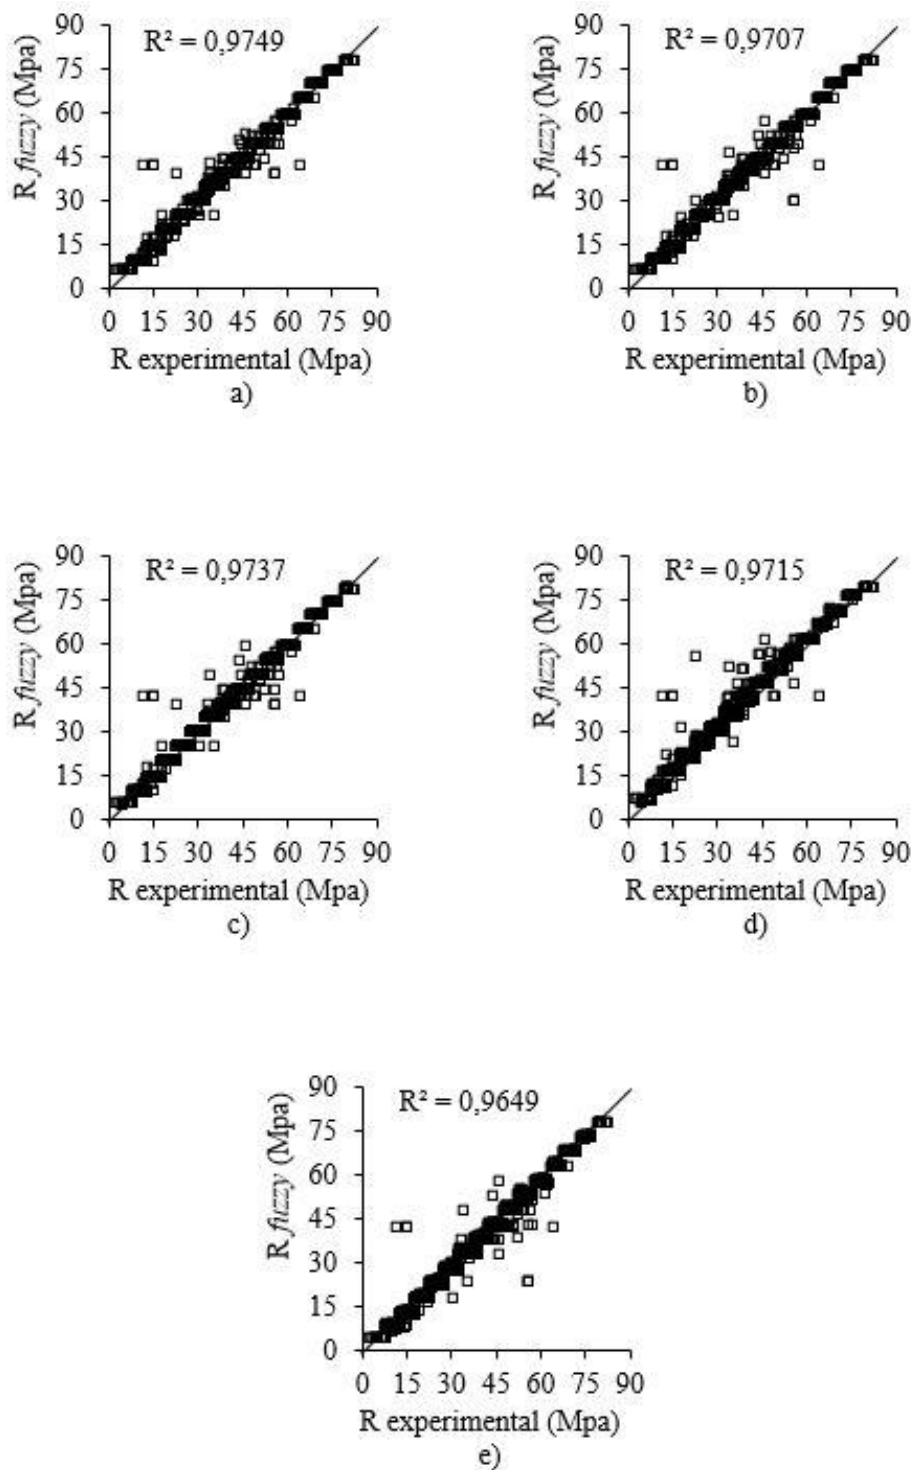 R² = 0,9749
R fuzzy (Mpa)
90
75
60
45
30
15
0
0 15 30 45 60 75 90
R experimental (Mpa)
a)
R² = 0,9707
R fuzzy (Mpa)
90
75
60
45
30
15
0
0 15 30 45 60 75 90
R experimental (Mpa)
b)
R² = 0,9737
R fuzzy (Mpa)
90
75
60
45
30
15
0
0 15 30 45 60 75 90
R experimental (Mpa)
c)
R² = 0,9715
R fuzzy (Mpa)
90
75
60
45
30
15
0
0 15 30 45 60 75 90
R experimental (Mpa)
d)
R² = 0,9649
R fuzzy (Mpa)
90
75
60
45
30
15
0
0 15 30 45 60 75 90
R experimental (Mpa)
e)